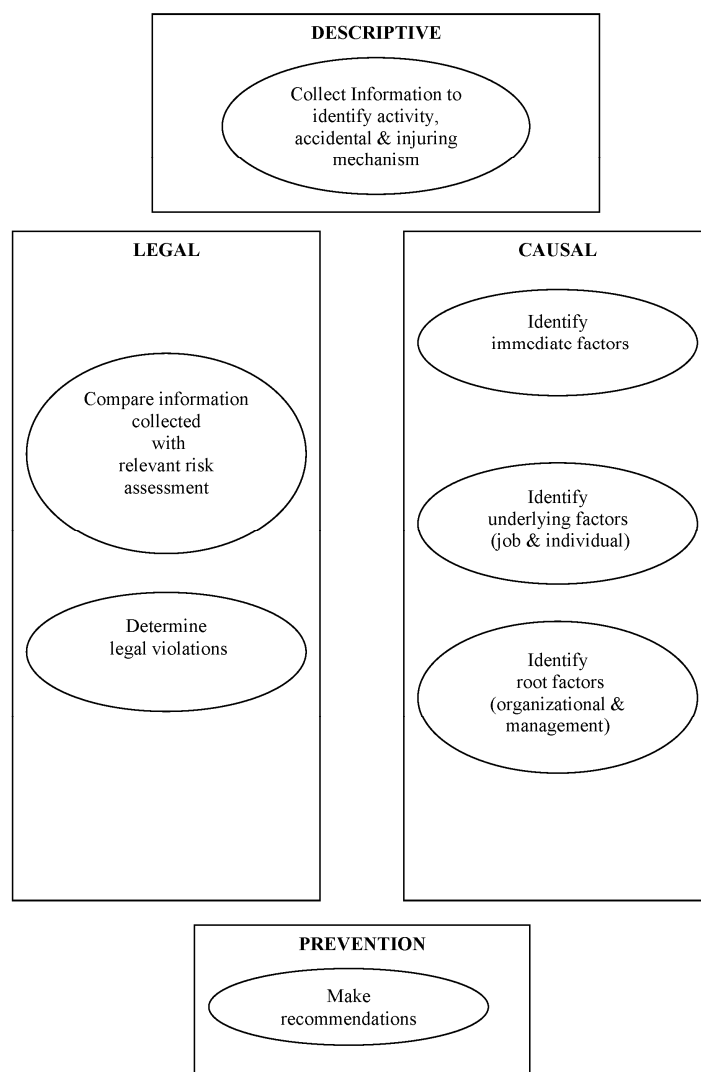 DESCRIPTIVE
Collect Information to
identify activity,
accidental & injuring
mechanism
LEGAL
Compare information
collected
with
relevant risk
assessment
Determine
legal violations
CAUSAL
Identify
immediate factors
Identify
underlying factors
(job & individual)
Identify
root factors
(organizational &
management)
PREVENTION
Make
recommendations